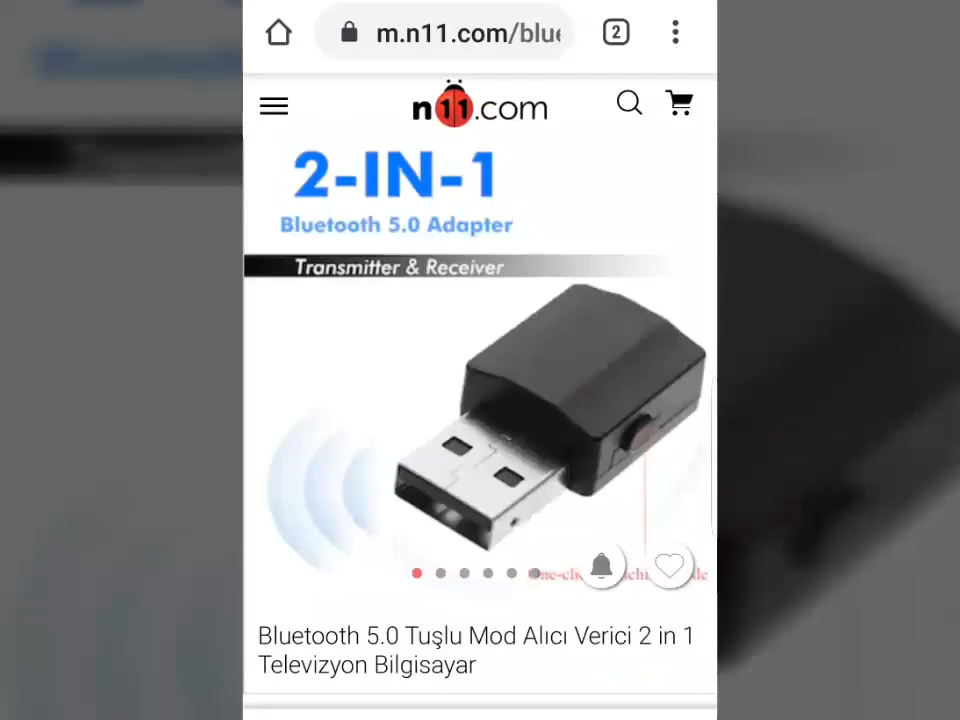 m.n11.com/blue
2
n11.com
2-IN-1
Bluetooth 5.0 Adapter
Transmitter & Receiver
Bluetooth 5.0 Tuşlu Mod Alıcı Verici 2 in 1
Televizyon Bilgisayar